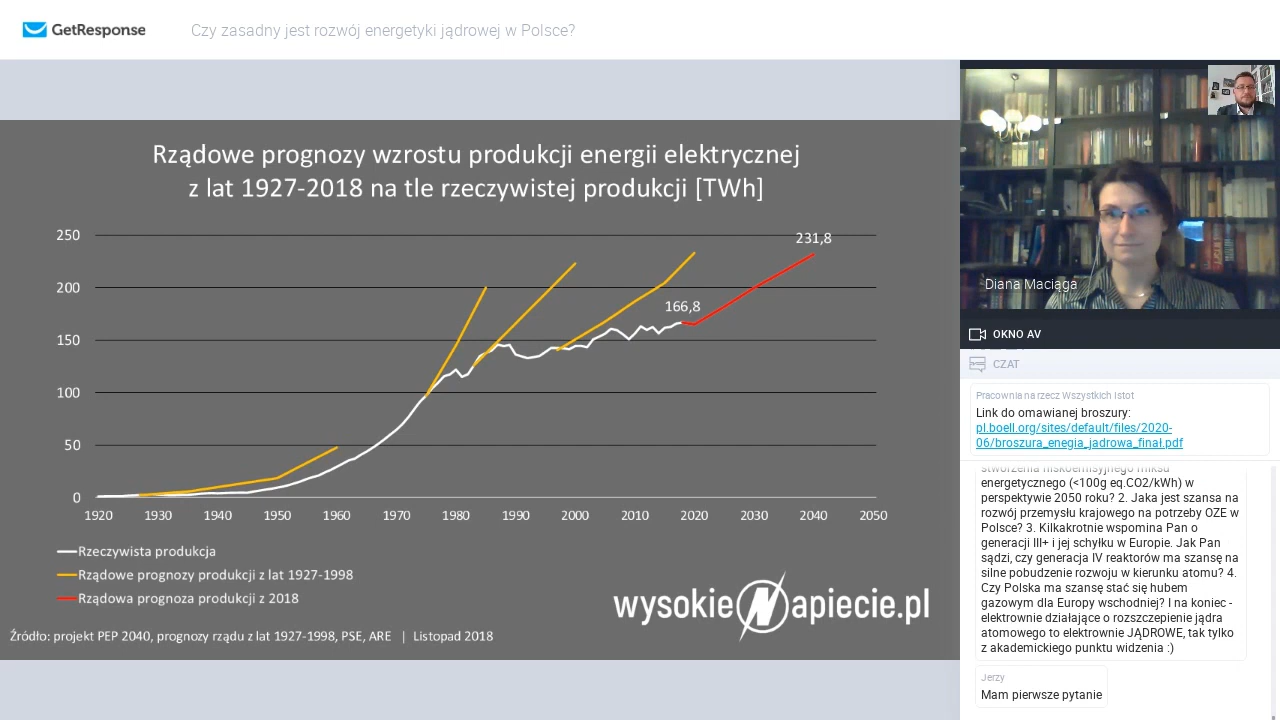 GetResponse
Czy zasadny jest rozwój energetyki jądrowej w Polsce?
Rządowe prognozy wzrostu produkcji energii elektrycznej
z lat 1927-2018 na tle rzeczywistej produkcji [TWh]
250
231,8
200
166,8
150
100
50
0
1920 1930 1940 1950 1960 1970 1980 1990 2000 2010 2020 2030 2040 2050
Rzeczywista produkcja
Rządowe prognozy produkcji z lat 1927-1998
Rządowa prognoza produkcji z 2018
wysokieNapiecie.pl
Źródło: projekt PEP 2040, prognozy rządu z lat 1927-1998, PSE, ARE | Listopad 2018
Diana Maciąga
OKNO AV
CZAT
Pracownia na rzecz Wszystkich Istot
Link do omawianej broszury:
pl.boell.org/sites/default/files/2020-
06/broszura_enegia_jadrowa_finał.pdf
stworzenia niskoemisyjnego miksu
energetycznego (<100g eq.CO2/kWh) w
perspektywie 2050 roku? 2. Jaka jest szansa na
rozwój przemysłu krajowego na potrzeby OZE w
Polsce? 3. Kilkakrotnie wspomina Pan o
generacji III+ i jej schyłku w Europie. Jak Pan
sądzi, czy generacja IV reaktorów ma szansę na
silne pobudzenie rozwoju w kierunku atomu? 4.
Czy Polska ma szansę stać się hubem
gazowym dla Europy wschodniej? I na koniec -
elektrownie działające o rozszczepienie jądra
atomowego to elektrownie JĄDROWE, tak tylko
z akademickiego punktu widzenia :)
Jerzy
Mam pierwsze pytanie